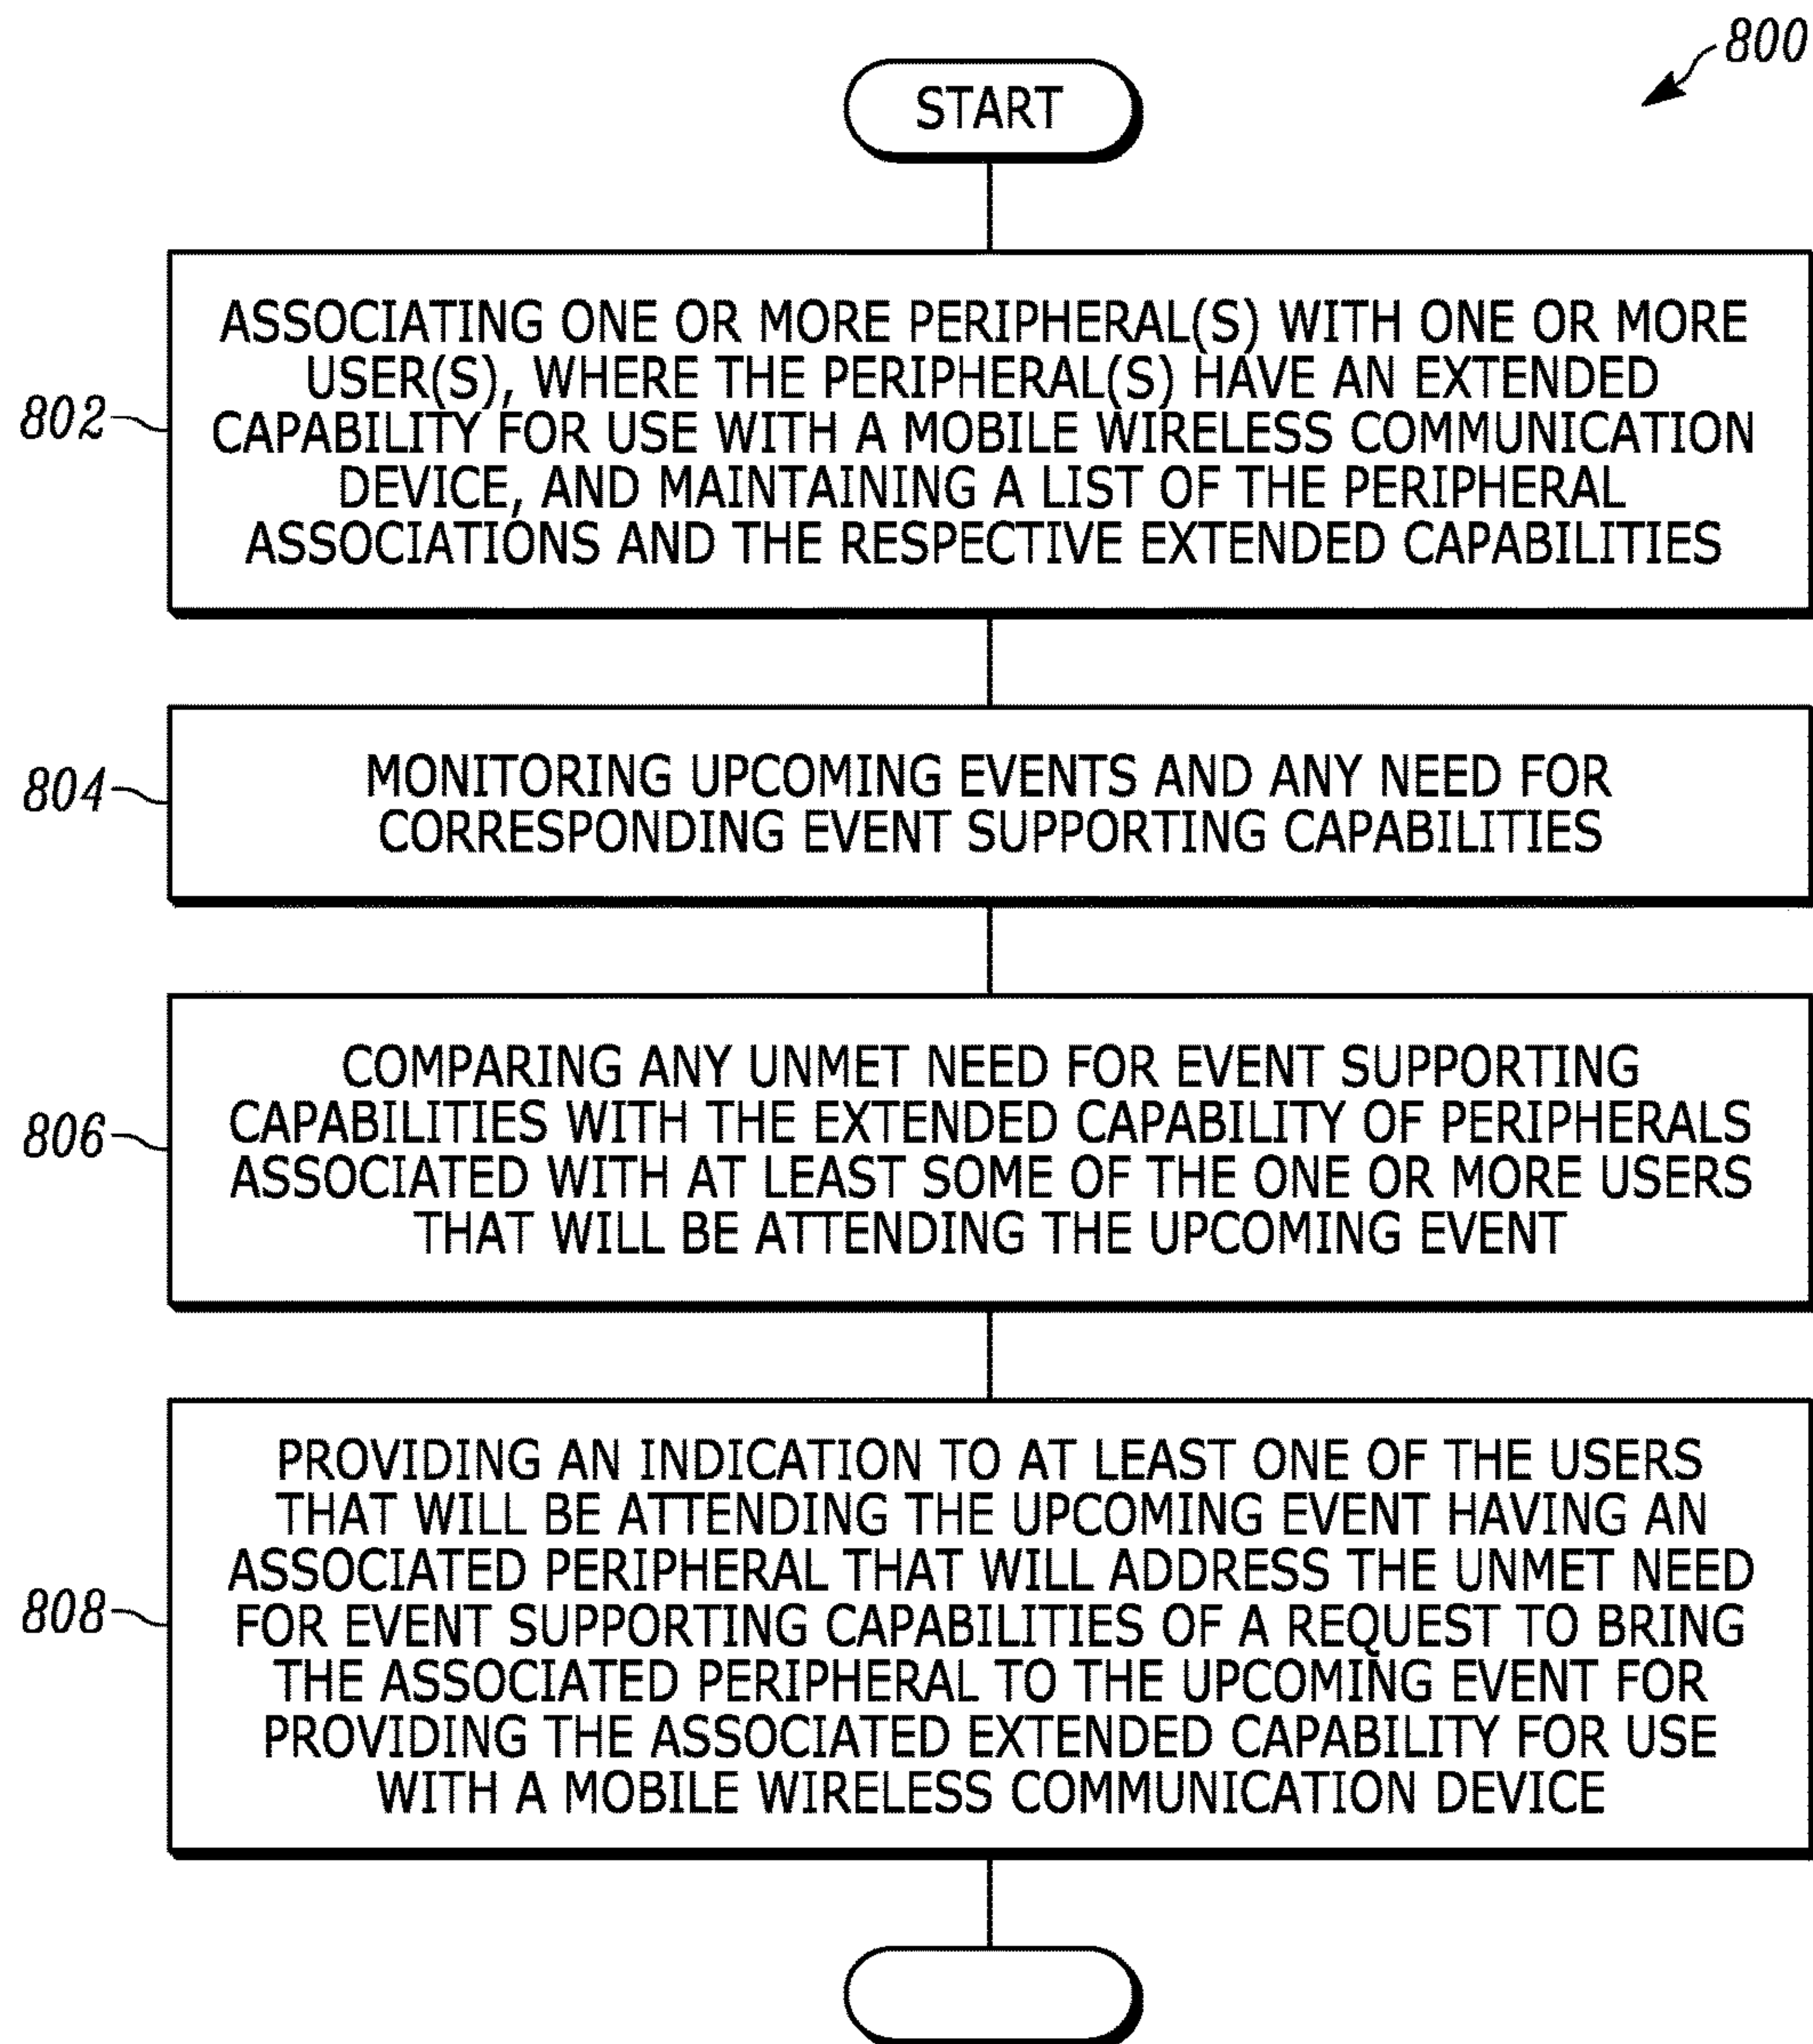 800
START
802
ASSOCIATING ONE OR MORE PERIPHERAL(S) WITH ONE OR MORE
USER(S), WHERE THE PERIPHERAL(S) HAVE AN EXTENDED
CAPABILITY FOR USE WITH A MOBILE WIRELESS COMMUNICATION
DEVICE, AND MAINTAINING A LIST OF THE PERIPHERAL
ASSOCIATIONS AND THE RESPECTIVE EXTENDED CAPABILITIES
804
MONITORING UPCOMING EVENTS AND ANY NEED FOR
CORRESPONDING EVENT SUPPORTING CAPABILITIES
806
COMPARING ANY UNMET NEED FOR EVENT SUPPORTING
CAPABILITIES WITH THE EXTENDED CAPABILITY OF PERIPHERALS
ASSOCIATED WITH AT LEAST SOME OF THE ONE OR MORE USERS
THAT WILL BE ATTENDING THE UPCOMING EVENT
808
PROVIDING AN INDICATION TO AT LEAST ONE OF THE USERS
THAT WILL BE ATTENDING THE UPCOMING EVENT HAVING AN
ASSOCIATED PERIPHERAL THAT WILL ADDRESS THE UNMET NEED
FOR EVENT SUPPORTING CAPABILITIES OF A REQUEST TO BRING
THE ASSOCIATED PERIPHERAL TO THE UPCOMING EVENT FOR
PROVIDING THE ASSOCIATED EXTENDED CAPABILITY FOR USE
WITH A MOBILE WIRELESS COMMUNICATION DEVICE